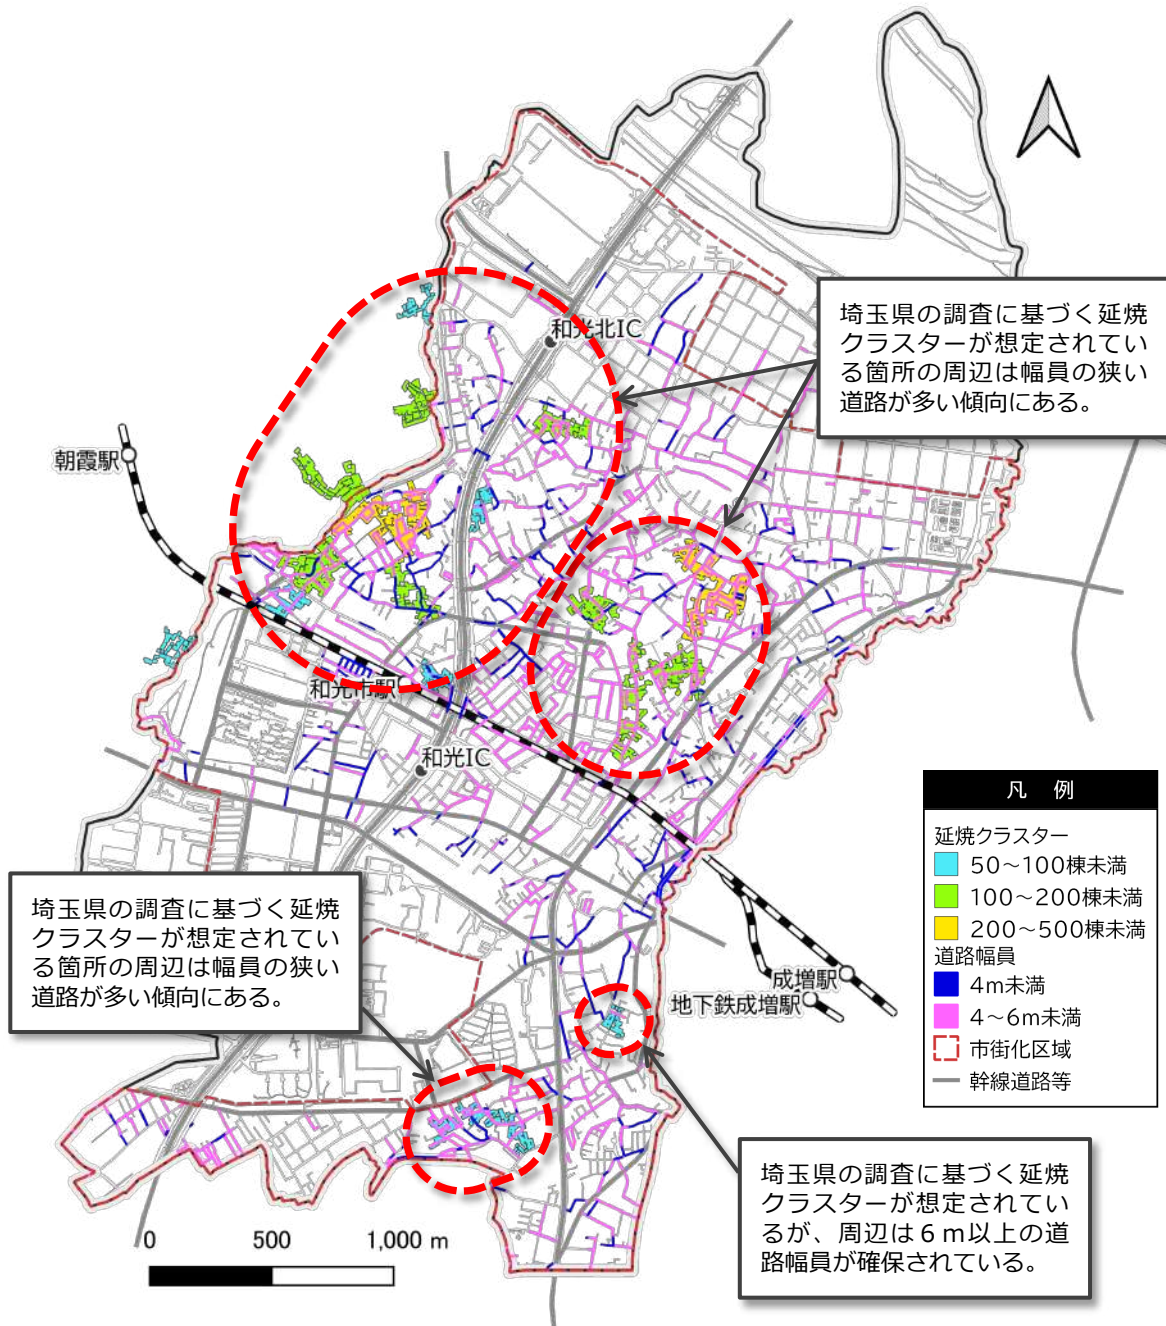 和光北IC
埼玉県の調査に基づく延焼
クラスターが想定されてい
る箇所の周辺は幅員の狭い
道路が多い傾向にある。
朝霞駅
和光市駅
和光IC
凡 例
延焼クラスター
50～100棟未満
100～200棟未満
200～500棟未満
道路幅員
4m未満
4～6m未満
市街化区域
幹線道路等
埼玉県の調査に基づく延焼
クラスターが想定されてい
る箇所の周辺は幅員の狭い
道路が多い傾向にある。
成増駅
地下鉄成増駅
埼玉県の調査に基づく延焼
クラスターが想定されてい
るが、周辺は６ｍ以上の道
路幅員が確保されている。
0 500 1,000 m